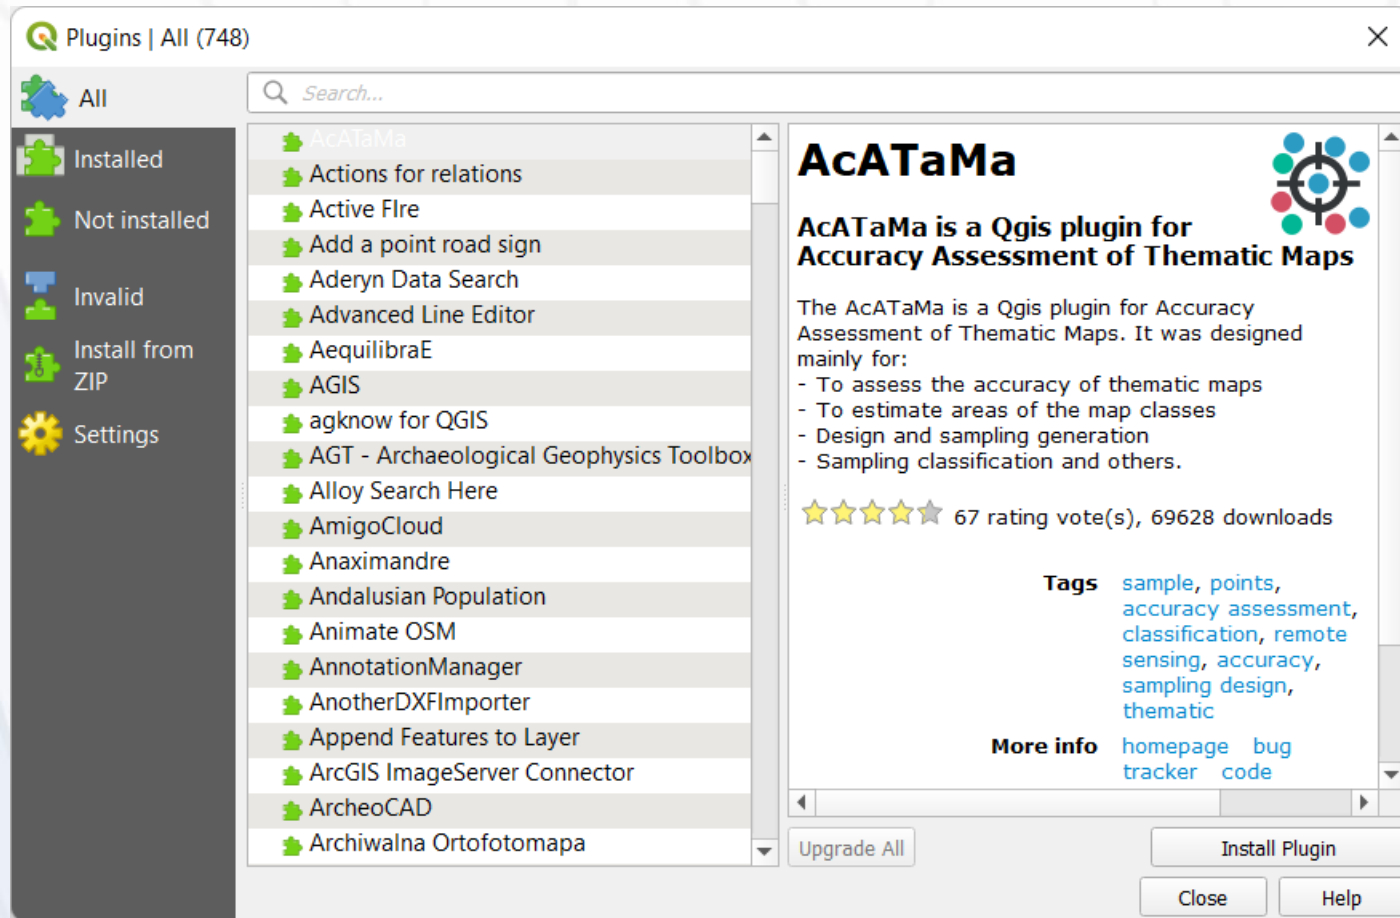 Plugins | All (748)
All
Installed
Not installed
Invalid
Install from
ZIP
Settings
Search...
AcATaMa
Actions for relations
Active FIre
Add a point road sign
Aderyn Data Search
Advanced Line Editor
AequilibraE
AGIS
agknow for QGIS
AGT - Archaeological Geophysics Toolbox
Alloy Search Here
AmigoCloud
Anaximandre
Andalusian Population
Animate OSM
AnnotationManager
AnotherDXFImporter
Append Features to Layer
ArcGIS ImageServer Connector
ArcheoCAD
Archiwalna Ortofotomapa
AcATaMa
AcATaMa is a Qgis plugin for
Accuracy Assessment of Thematic Maps
The AcATaMa is a Qgis plugin for Accuracy
Assessment of Thematic Maps. It was designed
mainly for:
- To assess the accuracy of thematic maps
- To estimate areas of the map classes
- Design and sampling generation
- Sampling classification and others.
67 rating vote(s), 69628 downloads
Tags sample, points,
accuracy assessment,
classification, remote
sensing, accuracy,
sampling design,
thematic
More info homepage bug
tracker code
Upgrade All
Install Plugin
Close
Help